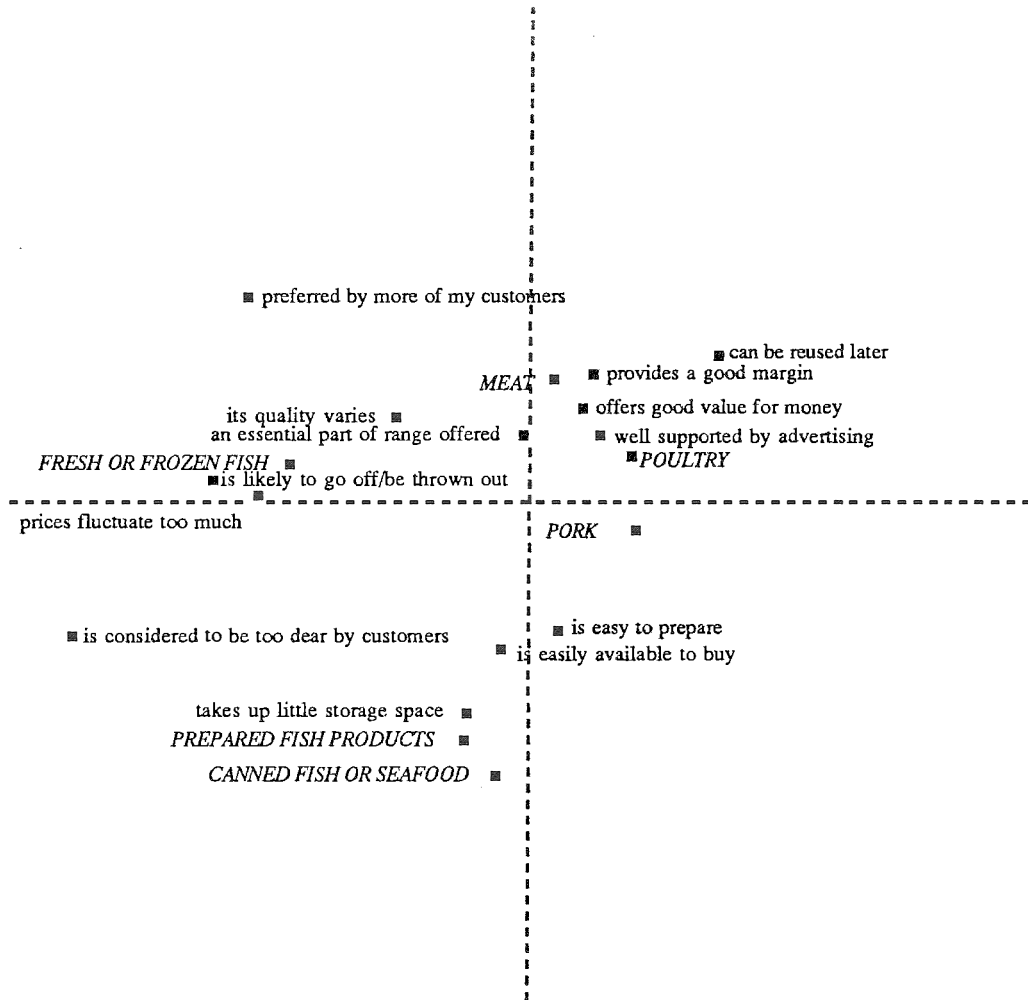 preferred by more of my customers
can be reused later
provides a good margin
MEAT
offers good value for money
its quality varies
an essential part of range offered
well supported by advertising
FRESH OR FROZEN FISH
POULTRY
is likely to go off/be thrown out
prices fluctuate too much
PORK
is easy to prepare
is considered to be too dear by customers
is easily available to buy
takes up little storage space
PREPARED FISH PRODUCTS
CANNED FISH OR SEAFOOD